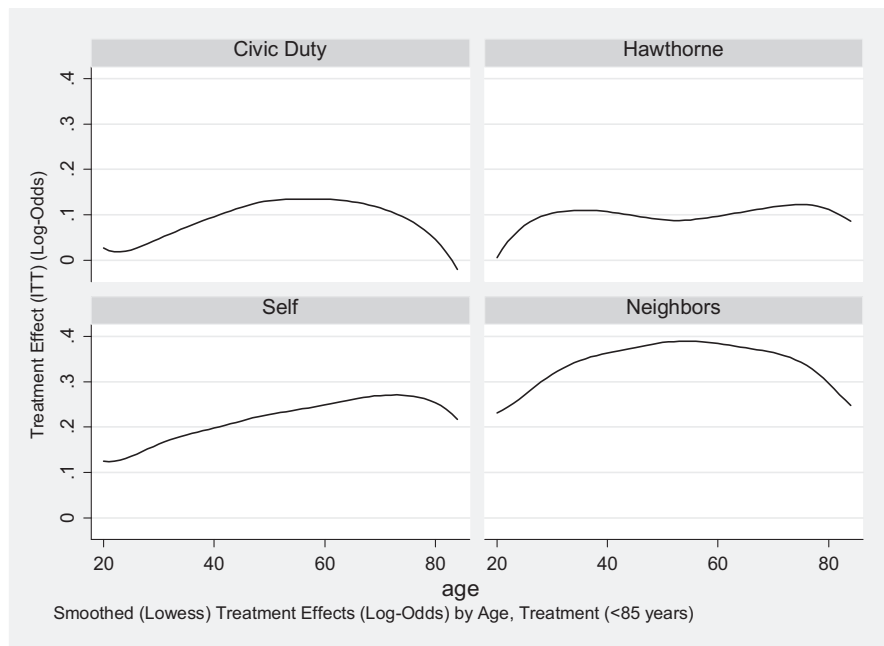 Civic Duty
Hawthorne
.4
.3
.2
.1
0
Self
Neighbors
.4
.3
.2
.1
0
Treatment Effect (ITT) (Log-Odds)
20 40 60 80 20 40 60 80
age
Smoothed (Lowess) Treatment Effects (Log-Odds) by Age, Treatment (<85 years)